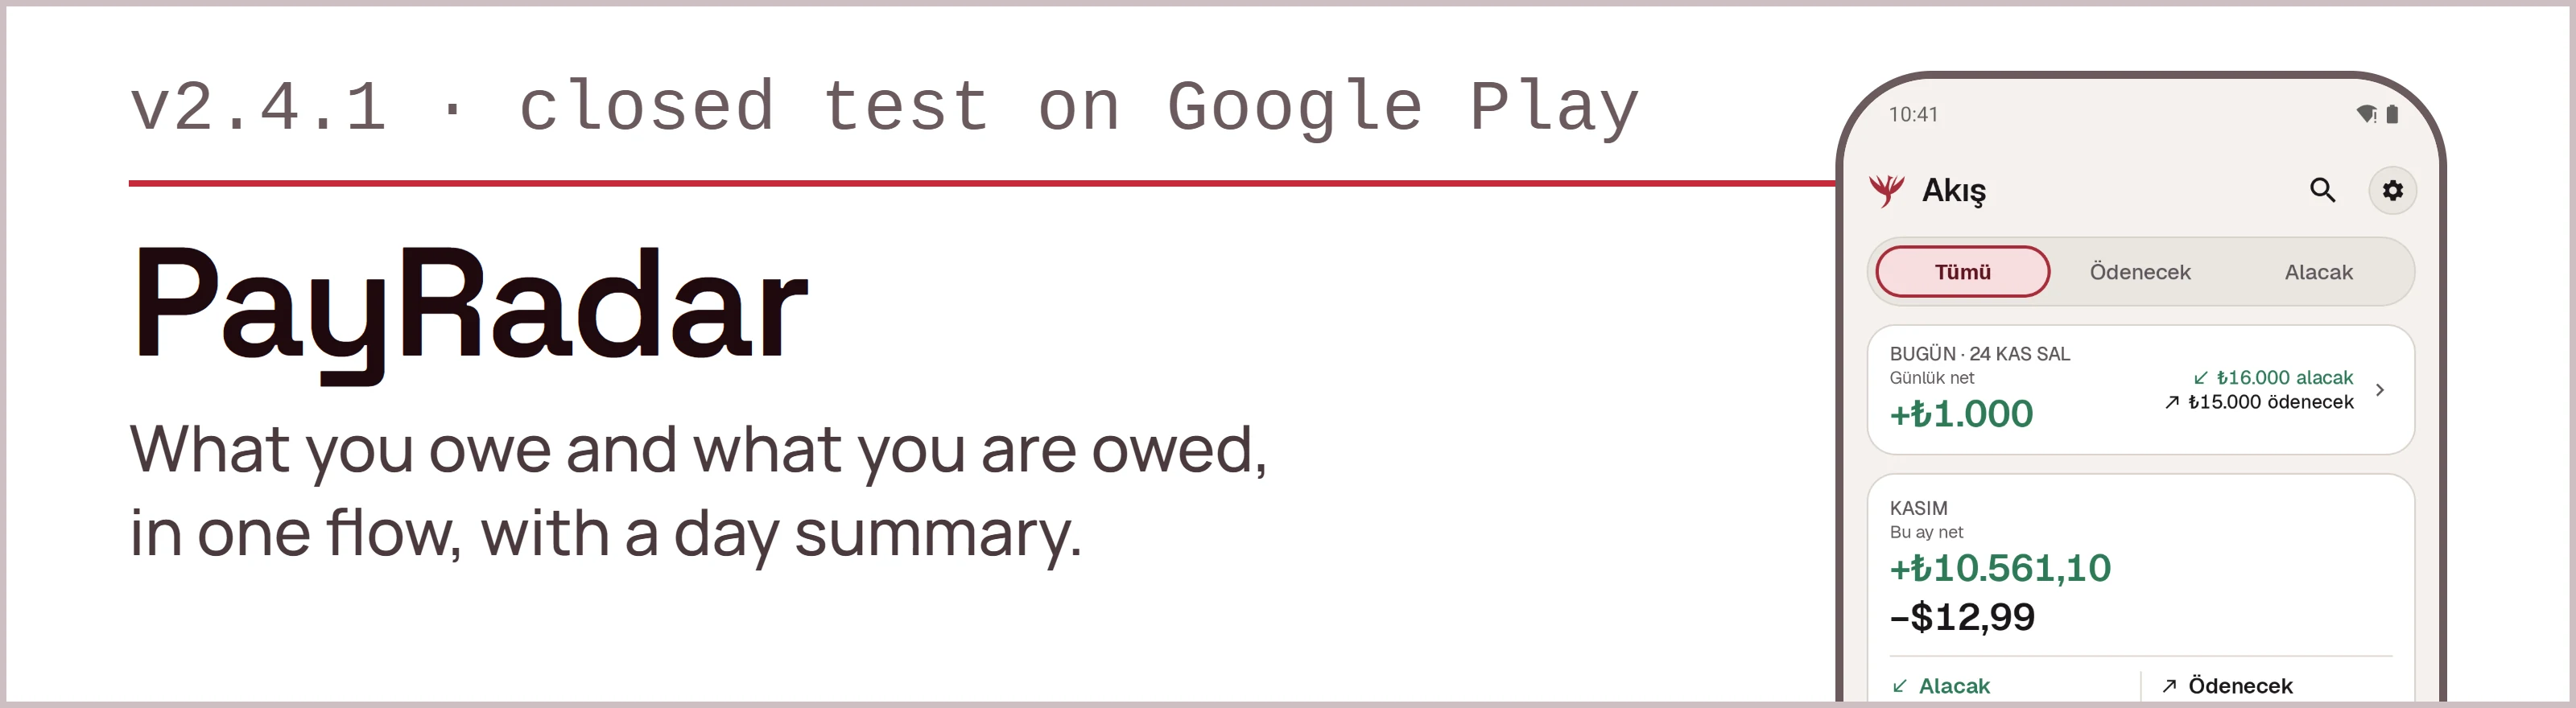 v2.4.1 · closed test on Google Play
PayRadar
What you owe and what you are owed,
in one flow, with a day summary.
10:41
Akış
Tümü Ödenecek Alacak
BUGÜN · 24 KAS SAL
Günlük net
+₺1.000
↙ ₺16.000 alacak
↗ ₺15.000 ödenecek
KASIM
Bu ay net
+₺10.561,10
−$12,99
↙ Alacak
↗ Ödenecek